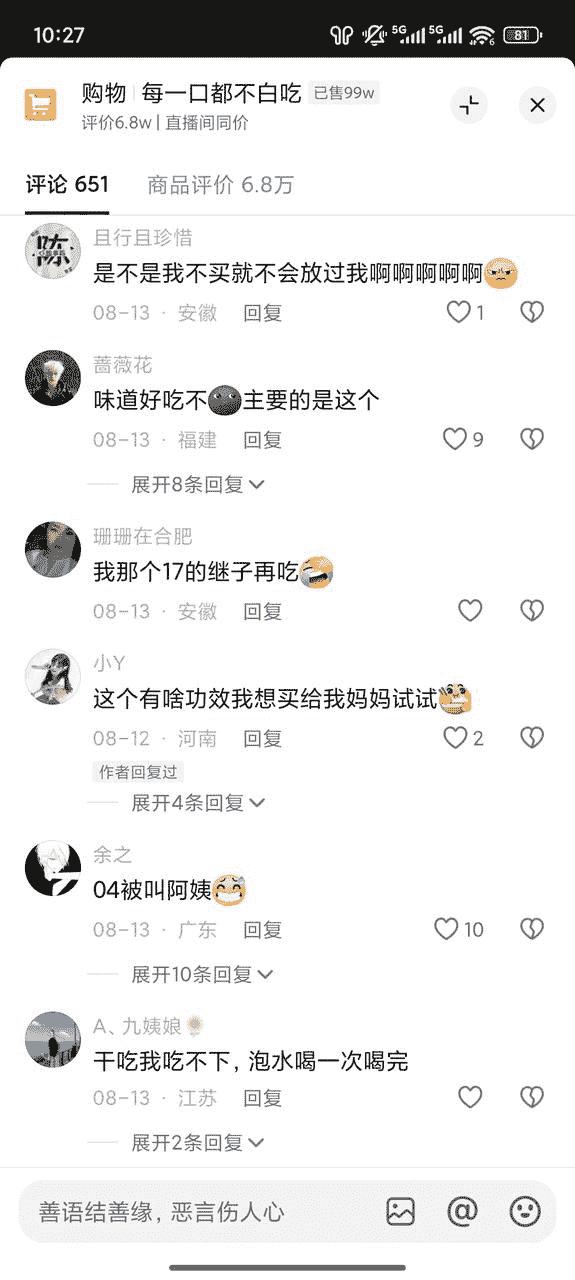 10:27
5G 5G 6 81
购物 | 每一口都不白吃 已售99w
评价6.8w | 直播间同价
评论 651 商品评价 6.8万
且行且珍惜
是不是我不买就不会放过我啊啊啊啊啊
08-13 · 安徽 回复 1
蔷薇花
味道好吃不🌚主要的是这个
08-13 · 福建 回复 9
展开8条回复
珊珊在合肥
我那个17的继子再吃
08-13 · 安徽 回复
小Y
这个有啥功效我想买给我妈妈试试
08-12 · 河南 回复 2
作者回复过
展开4条回复
余之
04被叫阿姨
08-13 · 广东 回复 10
展开10条回复
A、九姨娘🌻
干吃我吃不下，泡水喝一次喝完
08-13 · 江苏 回复
展开2条回复
善语结善缘，恶言伤人心